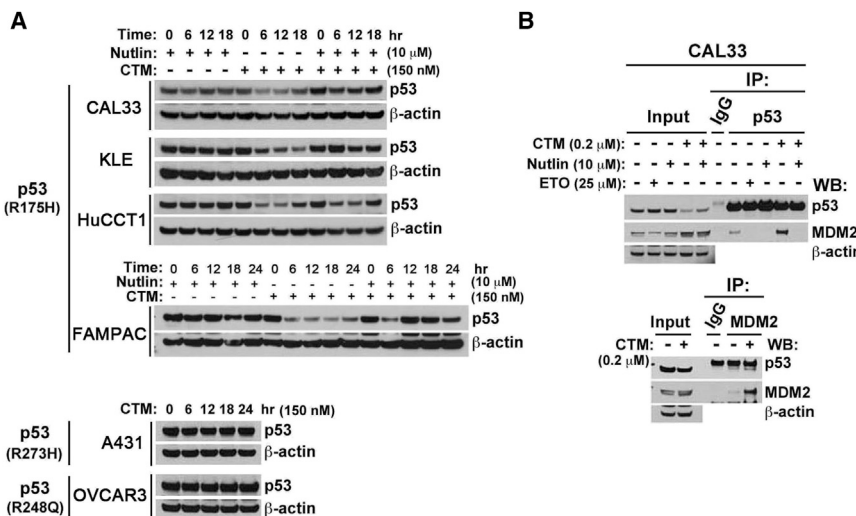 A
Time: 0 6 12 18 0 6 12 18 0 6 12 18 hr
Nutlin: + + + + - - - - + + + + (10 μM)
CTM: - - - - + + + + + + + + (150 nM)
p53
(R175H)
CAL33
p53
β-actin
KLE
p53
β-actin
HuCCT1
p53
β-actin
Time: 0 6 12 18 24 0 6 12 18 24 0 6 12 18 24 hr
Nutlin: + + + + + - - - - - + + + + + (10 μM)
CTM: - - - - - + + + + + + + + + + (150 nM)
FAMPAC
p53
β-actin
CTM: 0 6 12 18 24 hr (150 nM)
p53
(R273H)
A431
p53
β-actin
p53
(R248Q)
OVCAR3
p53
β-actin
B
CAL33
IP:
Input IgG p53
CTM (0.2 μM): - - - + + - - - - + +
Nutlin (10 μM): - - + - + - - - + - +
ETO (25 μM): - + - - - - - + - - -
WB:
p53
MDM2
β-actin
IP:
Input IgG MDM2
CTM: - + - - + WB:
(0.2 μM)
p53
MDM2
β-actin